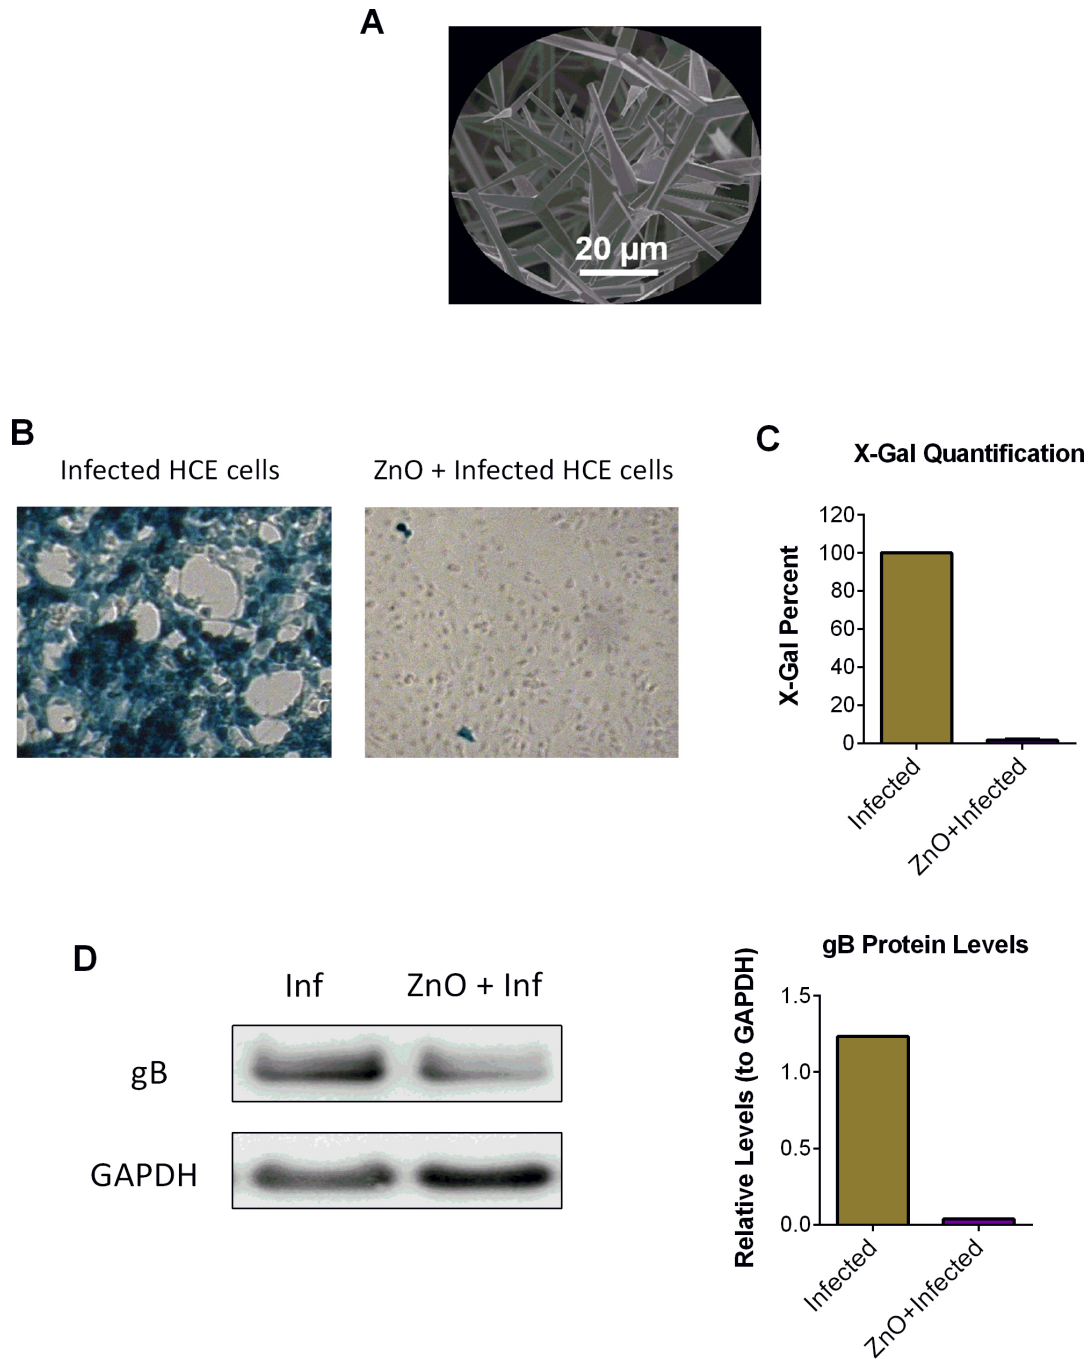 A
20 µm
B
Infected HCE cells
ZnO + Infected HCE cells
C
X-Gal Quantification
X-Gal Percent
120
100
80
60
40
20
0
Infected
ZnO+Infected
D
Inf
ZnO + Inf
gB
GAPDH
gB Protein Levels
Relative Levels (to GAPDH)
1.5
1.0
0.5
0.0
Infected
ZnO+Infected